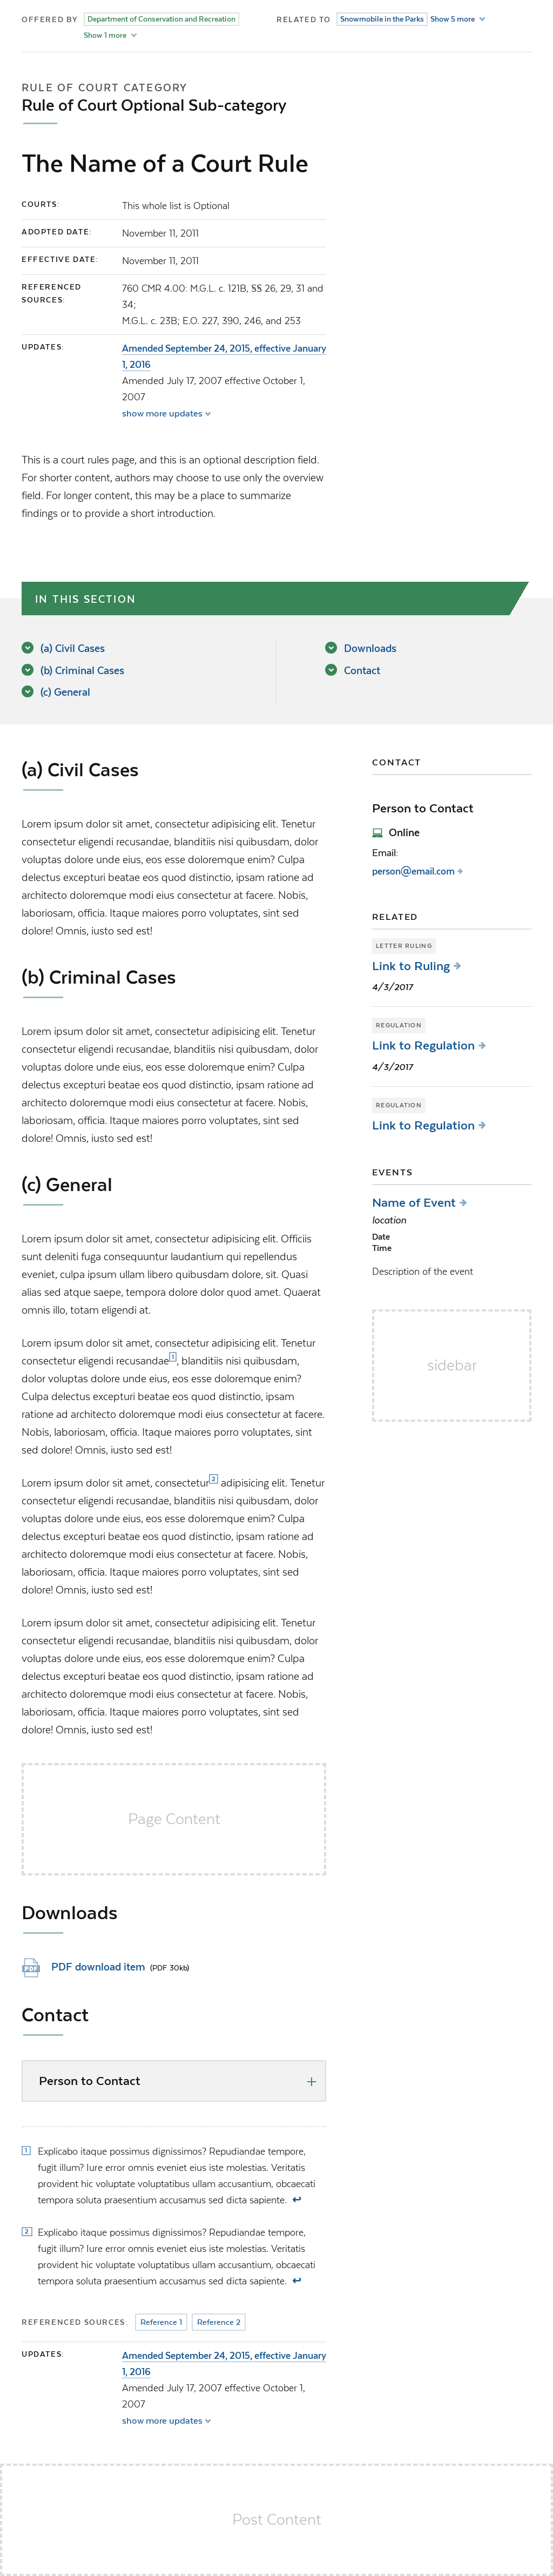 OFFERED BY Department of Conservation and Recreation
Show 1 more
RELATED TO Snowmobile in the Parks Show 5 more
RULE OF COURT CATEGORY
Rule of Court Optional Sub-category
The Name of a Court Rule
COURTS: This whole list is Optional
ADOPTED DATE: November 11, 2011
EFFECTIVE DATE: November 11, 2011
REFERENCED SOURCES: 760 CMR 4.00: M.G.L. c. 121B, §§ 26, 29, 31 and
34;
M.G.L. c. 23B; E.O. 227, 390, 246, and 253
UPDATES: Amended September 24, 2015, effective January
1, 2016
Amended July 17, 2007 effective October 1,
2007
show more updates
This is a court rules page, and this is an optional description field.
For shorter content, authors may choose to use only the overview
field. For longer content, this may be a place to summarize
findings or to provide a short introduction.
IN THIS SECTION
(a) Civil Cases
(b) Criminal Cases
(c) General
Downloads
Contact
(a) Civil Cases
Lorem ipsum dolor sit amet, consectetur adipisicing elit. Tenetur
consectetur eligendi recusandae, blanditiis nisi quibusdam, dolor
voluptas dolore unde eius, eos esse doloremque enim? Culpa
delectus excepturi beatae eos quod distinctio, ipsam ratione ad
architecto doloremque modi eius consectetur at facere. Nobis,
laboriosam, officia. Itaque maiores porro voluptates, sint sed
dolore! Omnis, iusto sed est!
(b) Criminal Cases
Lorem ipsum dolor sit amet, consectetur adipisicing elit. Tenetur
consectetur eligendi recusandae, blanditiis nisi quibusdam, dolor
voluptas dolore unde eius, eos esse doloremque enim? Culpa
delectus excepturi beatae eos quod distinctio, ipsam ratione ad
architecto doloremque modi eius consectetur at facere. Nobis,
laboriosam, officia. Itaque maiores porro voluptates, sint sed
dolore! Omnis, iusto sed est!
(c) General
Lorem ipsum dolor sit amet, consectetur adipisicing elit. Officiis
sunt deleniti fuga consequuntur laudantium qui repellendus
eveniet, culpa ipsum ullam libero quibusdam dolore, sit. Quasi
alias sed atque saepe, tempora dolore dolor quod amet. Quaerat
omnis illo, totam eligendi at.
Lorem ipsum dolor sit amet, consectetur adipisicing elit. Tenetur
consectetur eligendi recusandae1, blanditiis nisi quibusdam,
dolor voluptas dolore unde eius, eos esse doloremque enim?
Culpa delectus excepturi beatae eos quod distinctio, ipsam
ratione ad architecto doloremque modi eius consectetur at facere.
Nobis, laboriosam, officia. Itaque maiores porro voluptates, sint
sed dolore! Omnis, iusto sed est!
Lorem ipsum dolor sit amet, consectetur2 adipisicing elit. Tenetur
consectetur eligendi recusandae, blanditiis nisi quibusdam, dolor
voluptas dolore unde eius, eos esse doloremque enim? Culpa
delectus excepturi beatae eos quod distinctio, ipsam ratione ad
architecto doloremque modi eius consectetur at facere. Nobis,
laboriosam, officia. Itaque maiores porro voluptates, sint sed
dolore! Omnis, iusto sed est!
Lorem ipsum dolor sit amet, consectetur adipisicing elit. Tenetur
consectetur eligendi recusandae, blanditiis nisi quibusdam, dolor
voluptas dolore unde eius, eos esse doloremque enim? Culpa
delectus excepturi beatae eos quod distinctio, ipsam ratione ad
architecto doloremque modi eius consectetur at facere. Nobis,
laboriosam, officia. Itaque maiores porro voluptates, sint sed
dolore! Omnis, iusto sed est!
Page Content
Downloads
PDF PDF download item (PDF 30kb)
Contact
Person to Contact
1 Explicabo itaque possimus dignissimos? Repudiandae tempore,
fugit illum? Iure error omnis eveniet eius iste molestias. Veritatis
provident hic voluptate voluptatibus ullam accusantium, obcaecati
tempora soluta praesentium accusamus sed dicta sapiente. ↩
2 Explicabo itaque possimus dignissimos? Repudiandae tempore,
fugit illum? Iure error omnis eveniet eius iste molestias. Veritatis
provident hic voluptate voluptatibus ullam accusantium, obcaecati
tempora soluta praesentium accusamus sed dicta sapiente. ↩
REFERENCED SOURCES: Reference 1 Reference 2
UPDATES: Amended September 24, 2015, effective January
1, 2016
Amended July 17, 2007 effective October 1,
2007
show more updates
CONTACT
Person to Contact
Online
Email:
person@email.com
RELATED
LETTER RULING
Link to Ruling
4/3/2017
REGULATION
Link to Regulation
4/3/2017
REGULATION
Link to Regulation
EVENTS
Name of Event
location
Date
Time
Description of the event
sidebar
Post Content